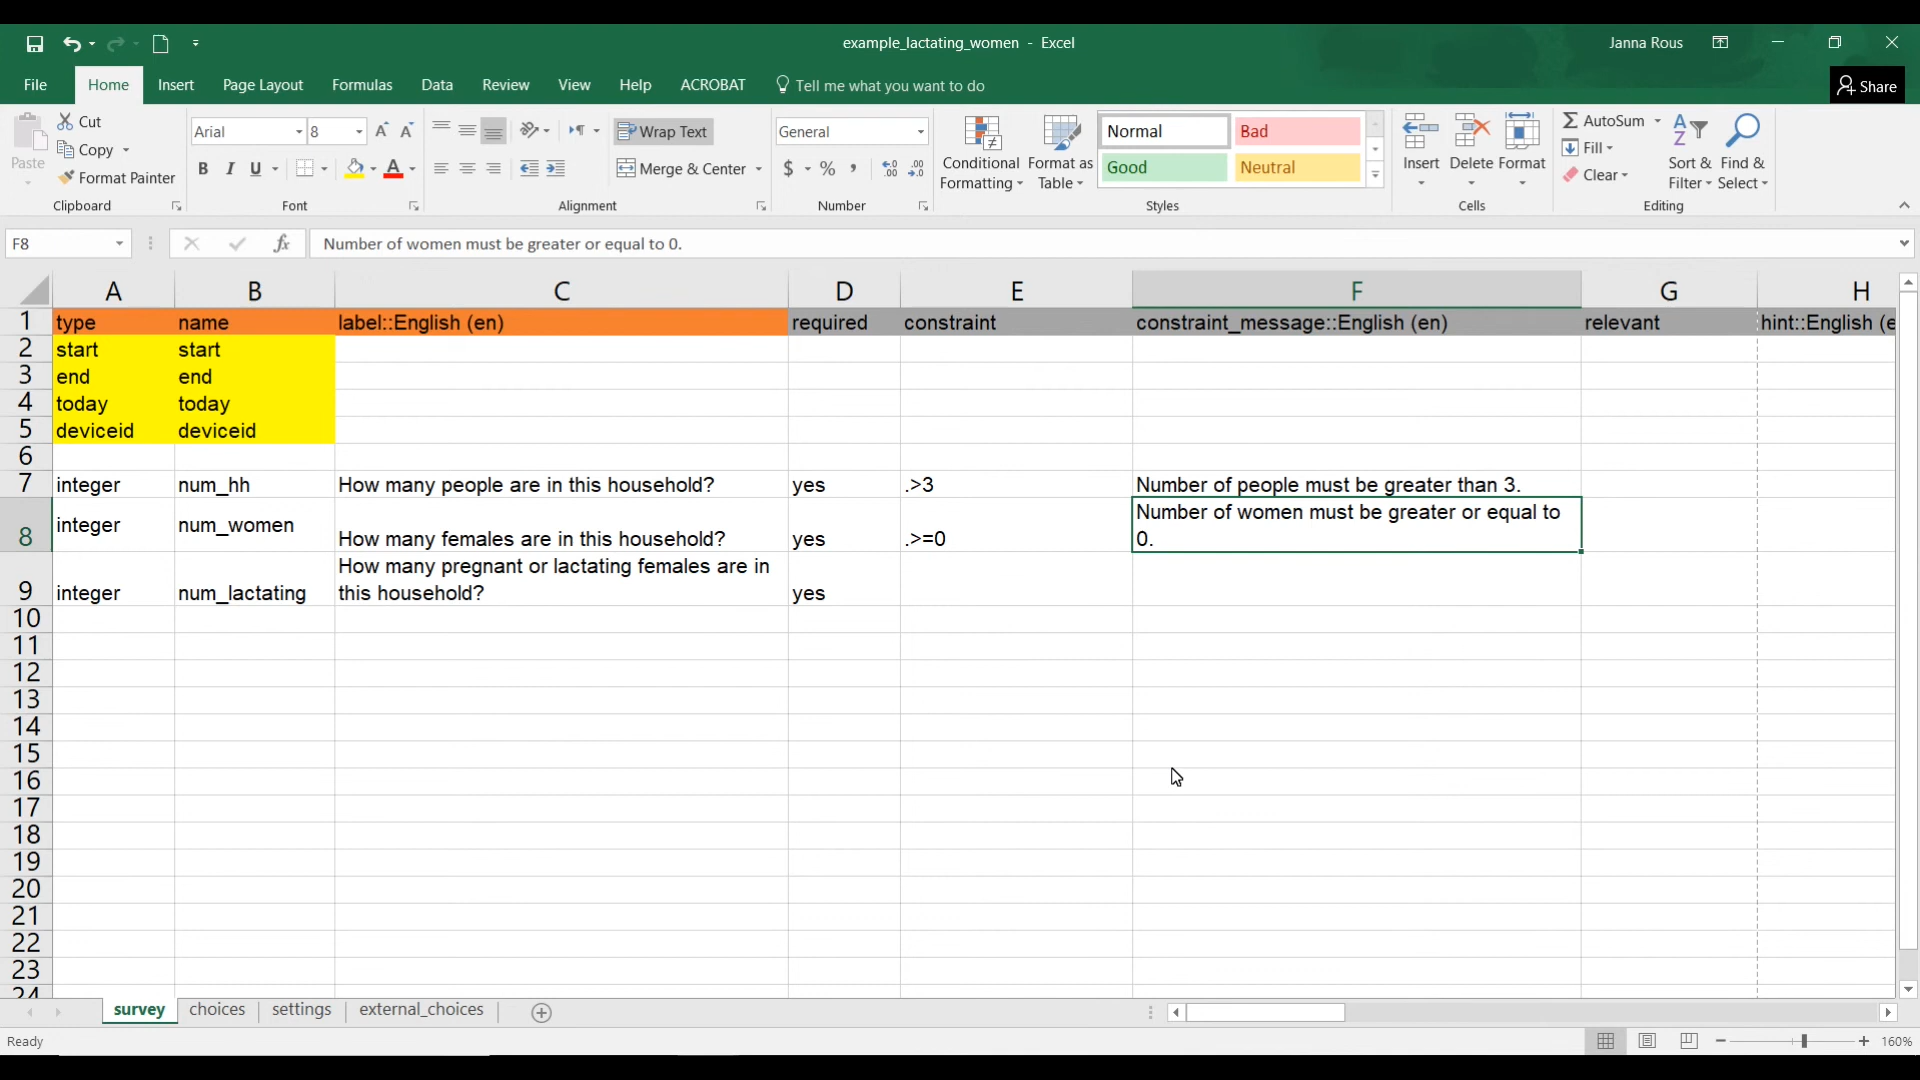 example_lactating_women - Excel
Janna Rous
File Home Insert Page Layout Formulas Data Review View Help ACROBAT Tell me what you want to do
Share
Paste
Cut
Copy
Format Painter
Clipboard
Arial 8
B I U
Font
Wrap Text
Merge & Center
Alignment
General
$ % ,
Number
Conditional Formatting
Format as Table
Normal Bad
Good Neutral
Styles
Insert Delete Format
Cells
AutoSum
Fill
Clear
Sort & Filter
Find & Select
Editing
F8
fx
Number of women must be greater or equal to 0.
A B C D E F G H
1 type name label::English (en) required constraint constraint_message::English (en) relevant hint::English (e
2 start start
3 end end
4 today today
5 deviceid deviceid
6
7 integer num_hh How many people are in this household? yes .>3 Number of people must be greater than 3.
8 integer num_women How many females are in this household? yes .>=0 Number of women must be greater or equal to 0.
9 integer num_lactating How many pregnant or lactating females are in this household? yes
10
11
12
13
14
15
16
17
18
19
20
21
22
23
24
survey choices settings external_choices
Ready
160%